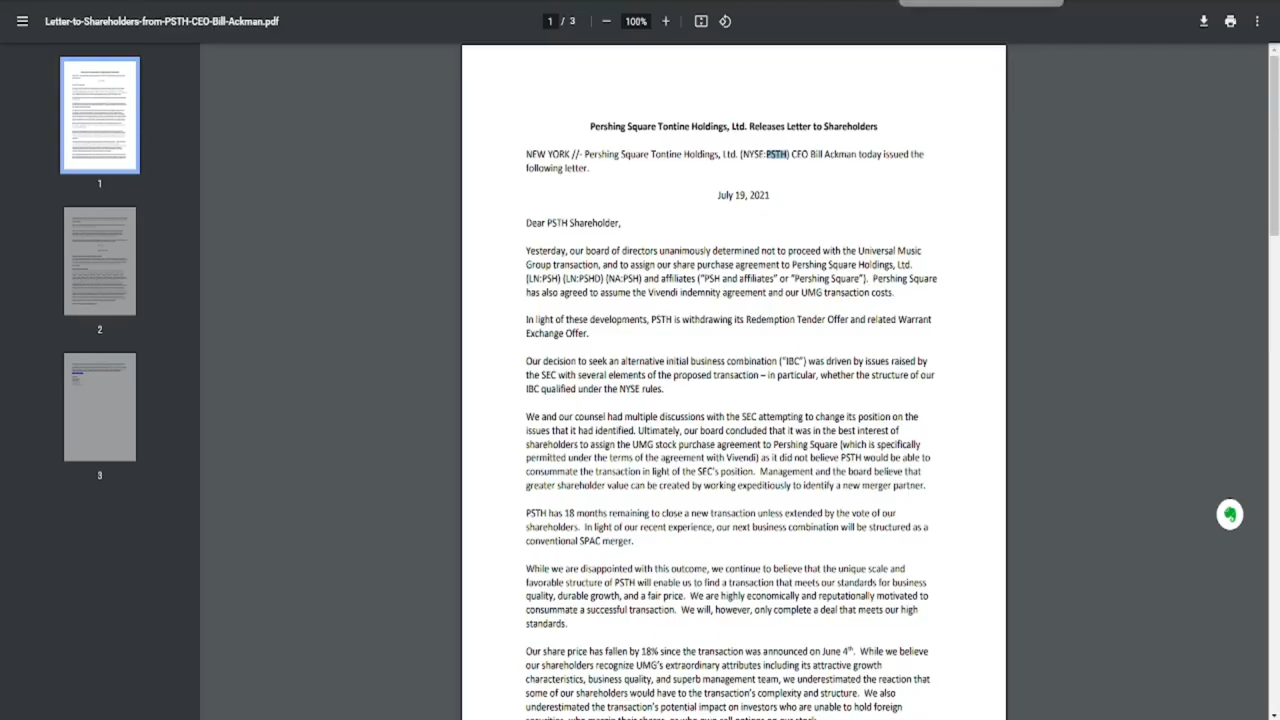 Letter-to-Shareholders-from-PSTH-CEO-Bill-Ackman.pdf
1 / 3
100%
1
2
3
Pershing Square Tontine Holdings, Ltd. Releases Letter to Shareholders
NEW YORK //- Pershing Square Tontine Holdings, Ltd. (NYSE:PSTH) CEO Bill Ackman today issued the
following letter.
July 19, 2021
Dear PSTH Shareholder,
Yesterday, our board of directors unanimously determined not to proceed with the Universal Music
Group transaction, and to assign our share purchase agreement to Pershing Square Holdings, Ltd.
(LN:PSH) (LN:PSHD) (NA:PSH) and affiliates ("PSH and affiliates" or "Pershing Square"). Pershing Square
has also agreed to assume the Vivendi indemnity agreement and our UMG transaction costs.
In light of these developments, PSTH is withdrawing its Redemption Tender Offer and related Warrant
Exchange Offer.
Our decision to seek an alternative initial business combination ("IBC") was driven by issues raised by
the SEC with several elements of the proposed transaction – in particular, whether the structure of our
IBC qualified under the NYSE rules.
We and our counsel had multiple discussions with the SEC attempting to change its position on the
issues that it had identified. Ultimately, our board concluded that it was in the best interest of
shareholders to assign the UMG stock purchase agreement to Pershing Square (which is specifically
permitted under the terms of the agreement with Vivendi) as it did not believe PSTH would be able to
consummate the transaction in light of the SEC's position. Management and the board believe that
greater shareholder value can be created by working expeditiously to identify a new merger partner.
PSTH has 18 months remaining to close a new transaction unless extended by the vote of our
shareholders. In light of our recent experience, our next business combination will be structured as a
conventional SPAC merger.
While we are disappointed with this outcome, we continue to believe that the unique scale and
favorable structure of PSTH will enable us to find a transaction that meets our standards for business
quality, durable growth, and a fair price. We are highly economically and reputationally motivated to
consummate a successful transaction. We will, however, only complete a deal that meets our high
standards.
Our share price has fallen by 18% since the transaction was announced on June 4th. While we believe
our shareholders recognize UMG's extraordinary attributes including its attractive growth
characteristics, business quality, and superb management team, we underestimated the reaction that
some of our shareholders would have to the transaction's complexity and structure. We also
underestimated the transaction's potential impact on investors who are unable to hold foreign
securities, who margin their shares, or who own call options on our stock.